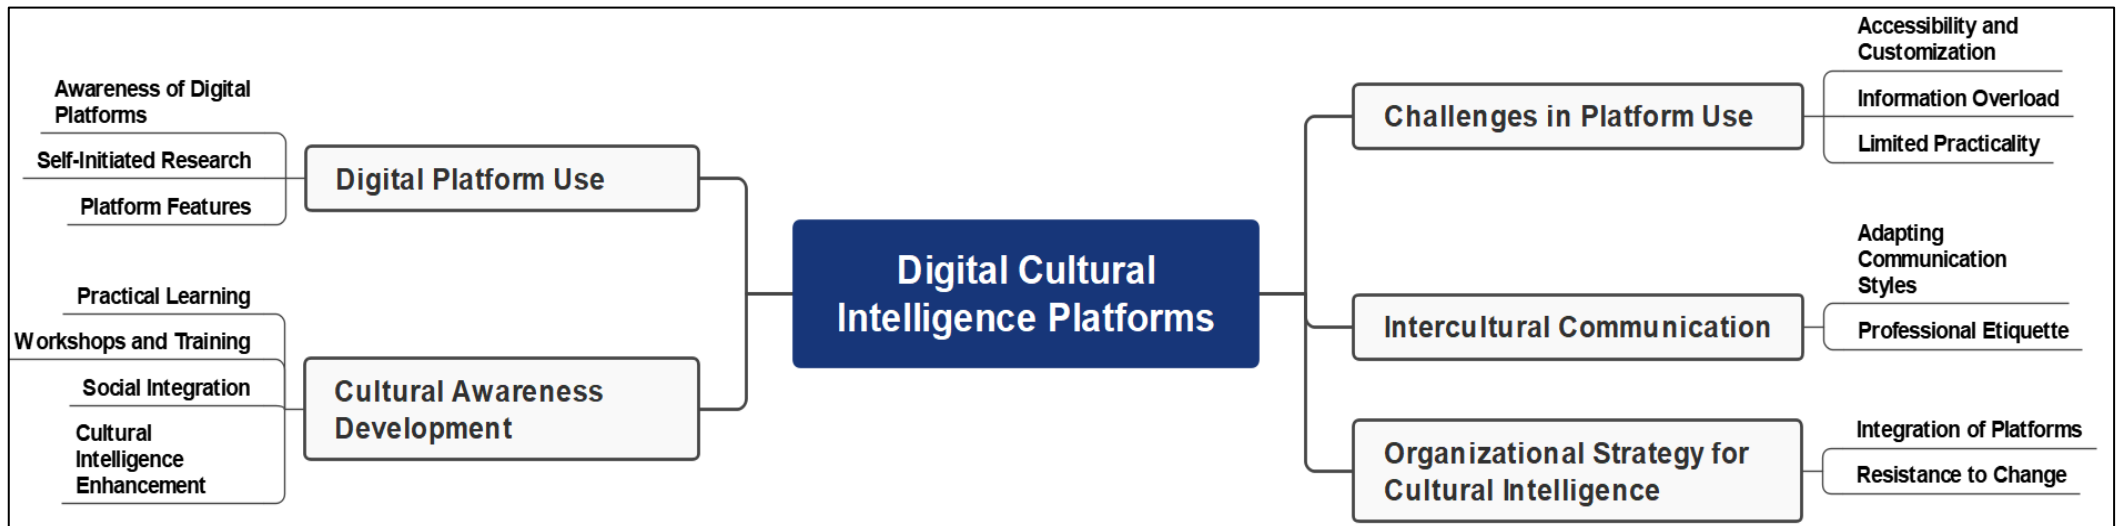 Awareness of Digital
Platforms
Self-Initiated Research
Platform Features
Digital Platform Use
Practical Learning
Workshops and Training
Social Integration
Cultural
Intelligence
Enhancement
Cultural Awareness
Development
Digital Cultural
Intelligence Platforms
Challenges in Platform Use
Accessibility and
Customization
Information Overload
Limited Practicality
Intercultural Communication
Adapting
Communication
Styles
Professional Etiquette
Organizational Strategy for
Cultural Intelligence
Integration of Platforms
Resistance to Change